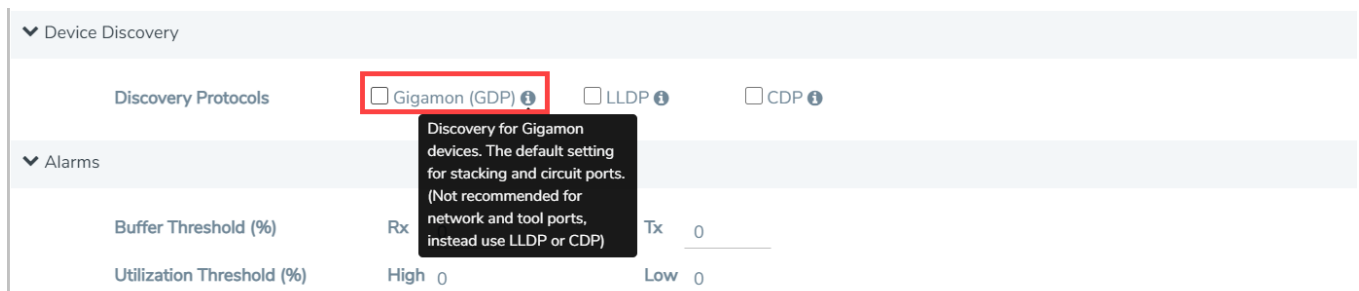 Device Discovery
Discovery Protocols Gigamon (GDP) LLDP CDP
Discovery for Gigamon
devices. The default setting
for stacking and circuit ports.
(Not recommended for
network and tool ports,
instead use LLDP or CDP)
Alarms
Buffer Threshold (%) Rx Tx 0
Utilization Threshold (%) High 0 Low 0